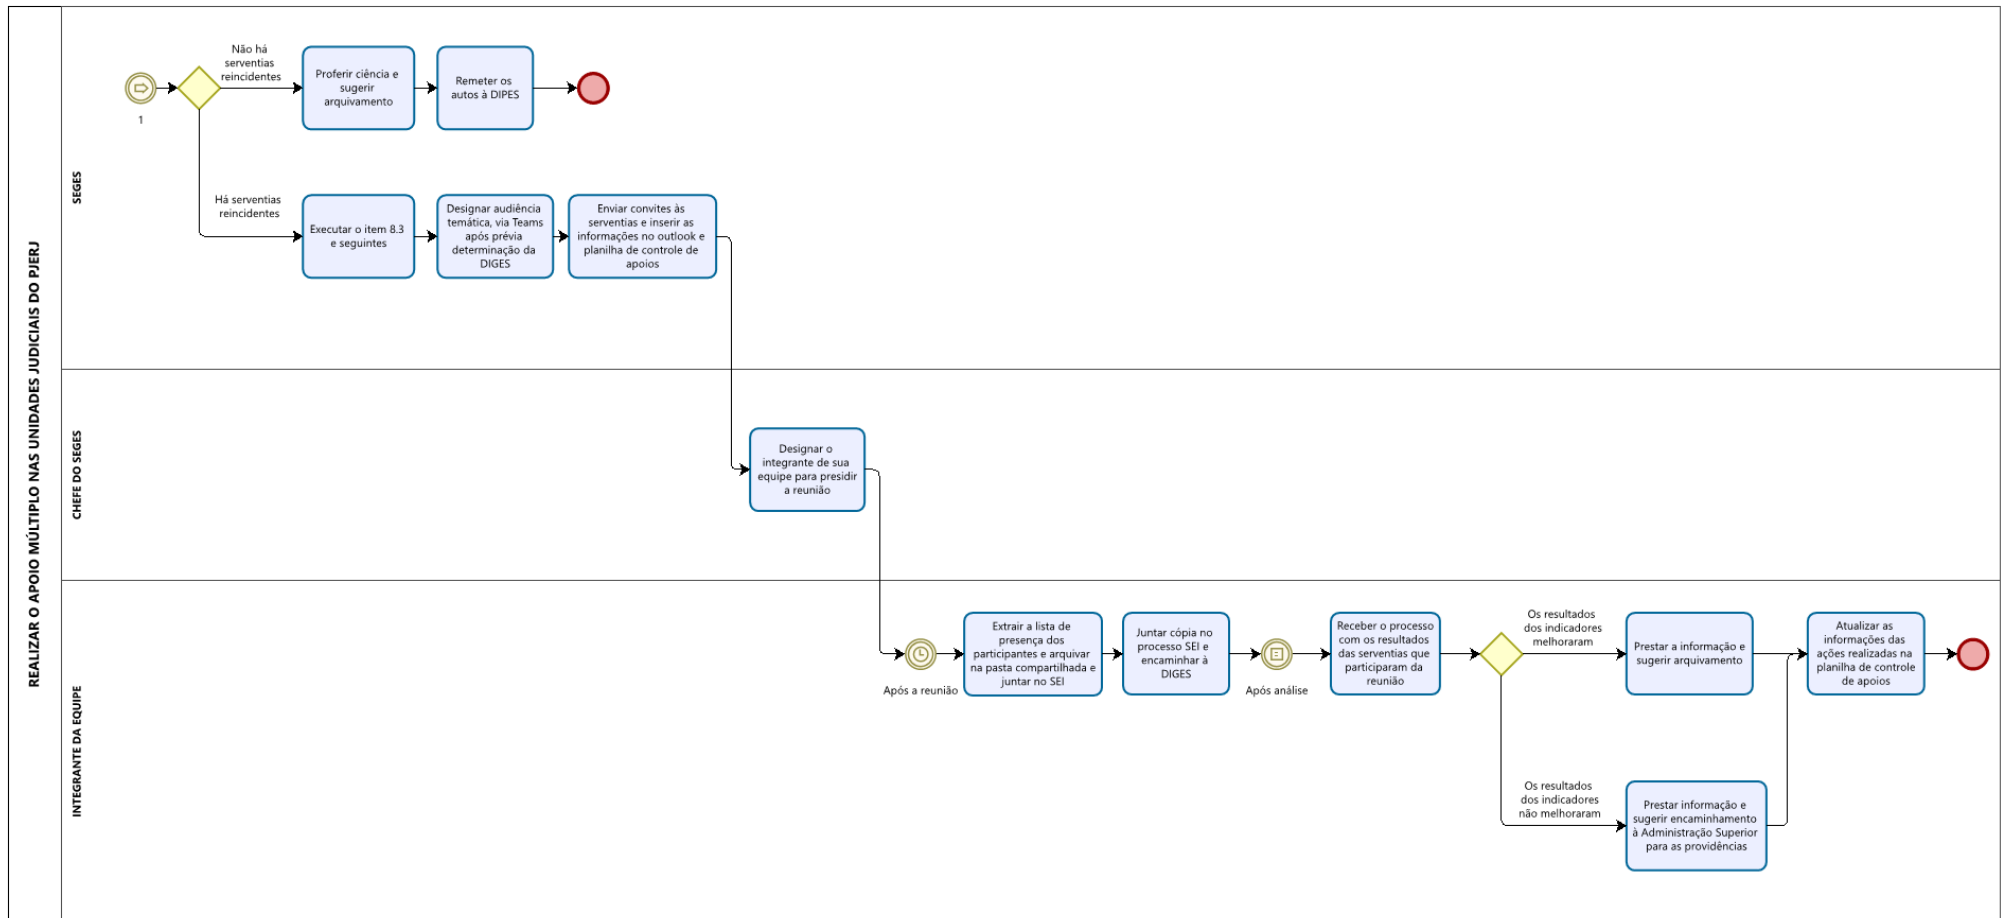 REALIZAR O APOIO MÚLTIPLO NAS UNIDADES JUDICIAIS DO PJERJ
SEGES
1
Não há
serventias
reincidentes
Proferir ciência e
sugerir
arquivamento
Remeter os
autos à DIPES
Há serventias
reincidentes
Executar o item 8.3
e seguintes
Designar audiência
temática, via Teams
após prévia
determinação da
DIGES
Enviar convites às
serventias e inserir as
informações no outlook e
planilha de controle de
apoios
CHEFE DO SEGES
Designar o
integrante de sua
equipe para presidir
a reunião
INTEGRANTE DA EQUIPE
Após a reunião
Extrair a lista de
presença dos
participantes e arquivar
na pasta compartilhada e
juntar no SEI
Juntar cópia no
processo SEI e
encaminhar à
DIGES
Após análise
Receber o processo
com os resultados
das serventias que
participaram da
reunião
Os resultados
dos indicadores
melhoraram
Prestar a informação e
sugerir arquivamento
Atualizar as
informações das
ações realizadas na
planilha de controle
de apoios
Os resultados
dos indicadores
não melhoraram
Prestar informação e
sugerir encaminhamento
à Administração Superior
para as providências